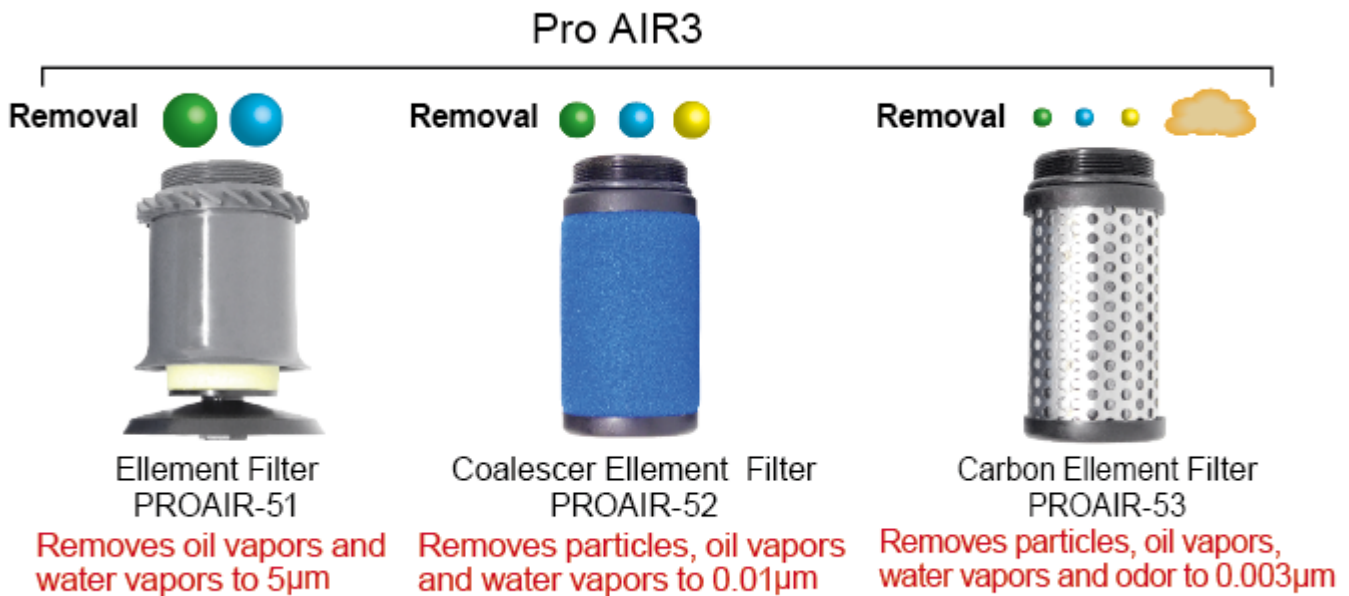 Pro AIR3
Removal
Removal
Removal
Ellement Filter
PROAIR-51
Removes oil vapors and
water vapors to 5µm
Coalescer Ellement Filter
PROAIR-52
Removes particles, oil vapors
and water vapors to 0.01µm
Carbon Ellement Filter
PROAIR-53
Removes particles, oil vapors,
water vapors and odor to 0.003µm